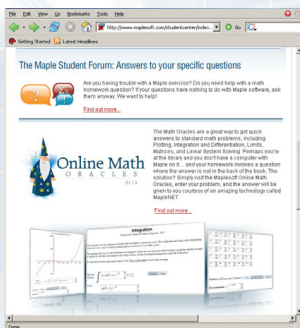 File Edit View Go Bookmarks Tools Help
http://www.maplesoft.com/studentcenter/index.
Go
Getting Started Latest Headlines
The Maple Student Forum: Answers to your specific questions
Are you having trouble with a Maple exercise? Do you need help with a math
homework question? If your questions have nothing to do with Maple software, ask
them anyway. We want to help!
Find out more...
The Math Oracles are a great way to get quick
answers to standard math problems, including
Plotting, Integration and Differentiation, Limits,
Matrices, and Linear System Solving. Perhaps you're
at the library and you don't have a computer with
Maple on it ... and your homework involves a question
where the answer is not in the back of the book. The
solution? Simply visit the Maplesoft Online Math
Oracles, enter your problem, and the answer will be
given to you courtesy of an amazing technology called
MapleNET.
Online Math
ORACLES
BETA
Find out more...
Integration
Done